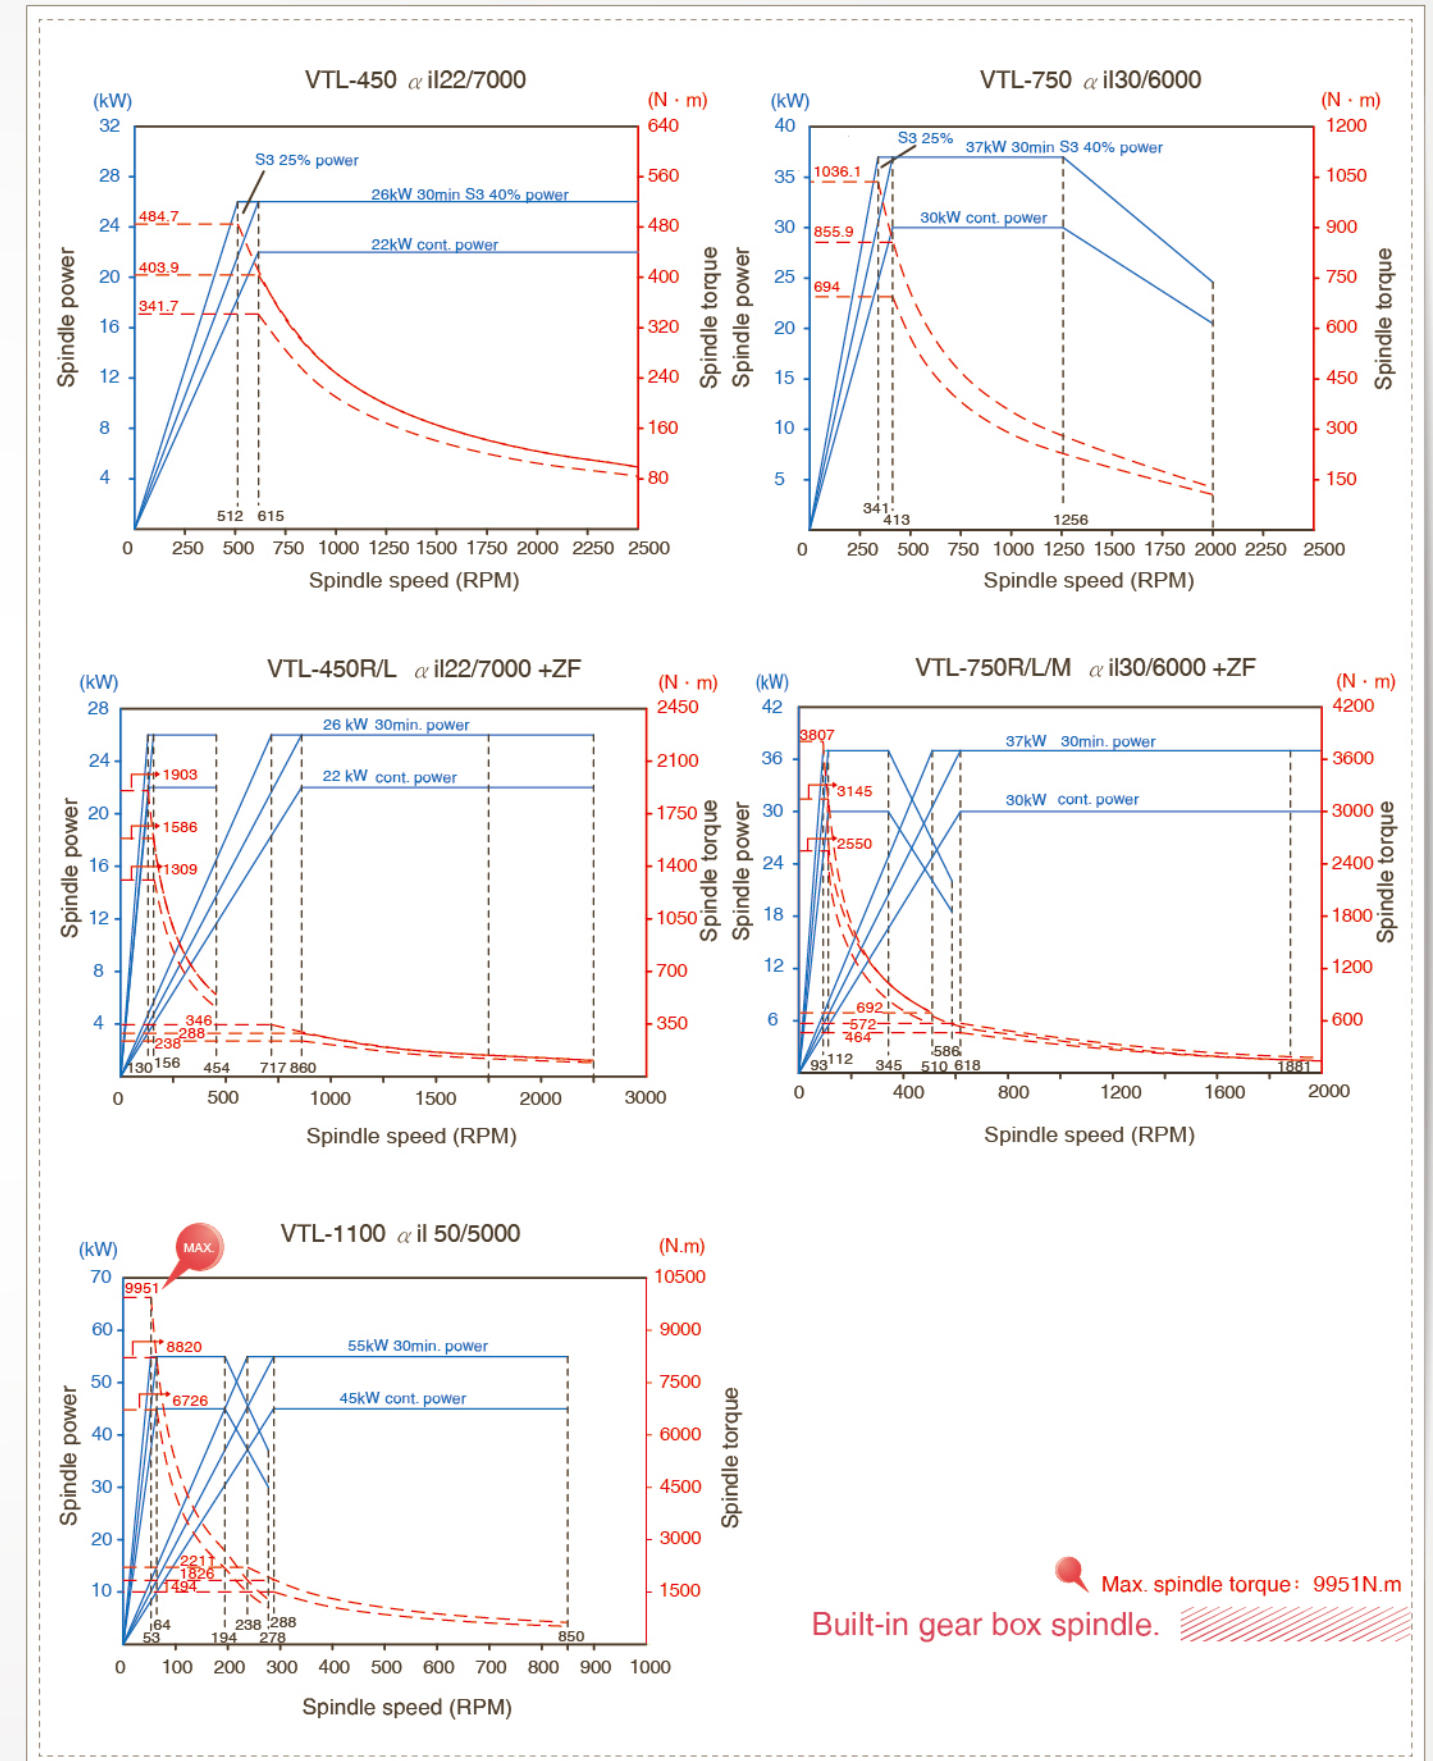 VTL-450 α iI22/7000
(kW)
(N · m)
32
28
24
20
16
12
8
4
640
560
480
400
320
240
160
80
S3 25% power
26kW 30min S3 40% power
22kW cont. power
484.7
403.9
341.7
512
615
0 250 500 750 1000 1250 1500 1750 2000 2250 2500
Spindle power
Spindle torque
Spindle speed (RPM)
VTL-750 α iI30/6000
(kW)
(N · m)
40
35
30
25
20
15
10
5
1200
1050
900
750
600
450
300
150
S3 25%
37kW 30min S3 40% power
30kW cont. power
1036.1
855.9
694
341
413
1256
0 250 500 750 1000 1250 1500 1750 2000 2250 2500
Spindle power
Spindle torque
Spindle speed (RPM)
VTL-450R/L α iI22/7000 +ZF
(kW)
(N · m)
28
24
20
16
12
8
4
2450
2100
1750
1400
1050
700
350
26 kW 30min. power
22 kW cont. power
1903
1586
1309
346
288
238
130 156 454 717 860
0 500 1000 1500 2000 3000
Spindle power
Spindle torque
Spindle speed (RPM)
VTL-750R/L/M α iI30/6000 +ZF
(kW)
(N · m)
42
36
30
24
18
12
6
4200
3600
3000
2400
1800
1200
600
37kW 30min. power
30kW cont. power
3807
3145
2550
692
572
464
93 112 345 510 586 618 1881
0 400 800 1200 1600 2000
Spindle power
Spindle torque
Spindle speed (RPM)
VTL-1100 α iI 50/5000
MAX.
(kW)
(N.m)
70
60
50
40
30
20
10
10500
9000
7500
6000
4500
3000
1500
55kW 30min. power
45kW cont. power
9951
8820
6726
2211
1826
1494
53 64 194 238 278 288 850
0 100 200 300 400 500 600 700 800 900 1000
Spindle power
Spindle torque
Spindle speed (RPM)
Max. spindle torque: 9951N.m
Built-in gear box spindle.